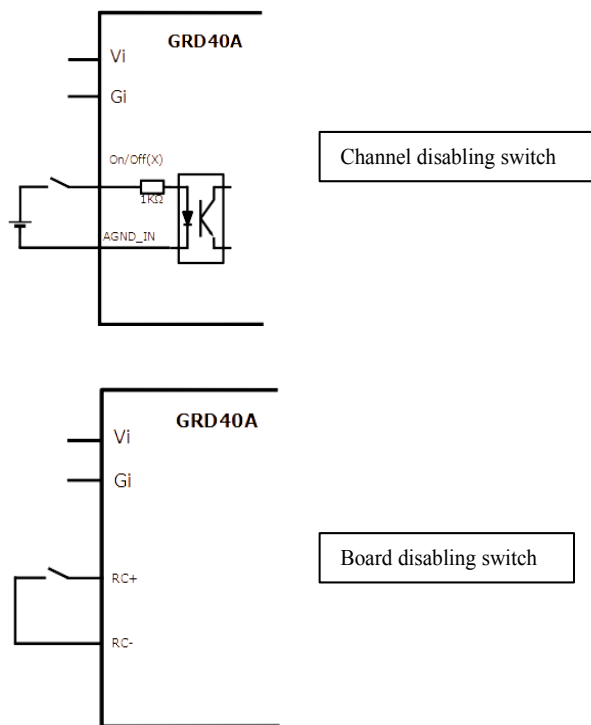 GRD40A
Vi
Gi
On/Off(X)
1KΩ
AGND_IN
Channel disabling switch
GRD40A
Vi
Gi
RC+
RC-
Board disabling switch